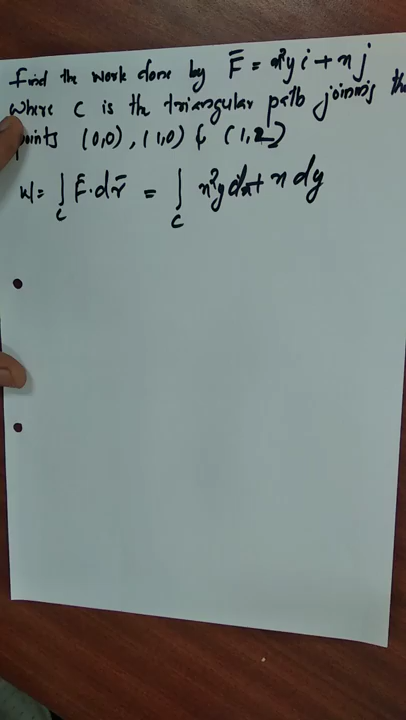 Find the work done by F̄ = x²y i + x j
where C is the triangular path joining the
points (0,0), (1,0) & (1,2)
W = ∫_C F̄·dr̄ = ∫_C x²y dx + x dy